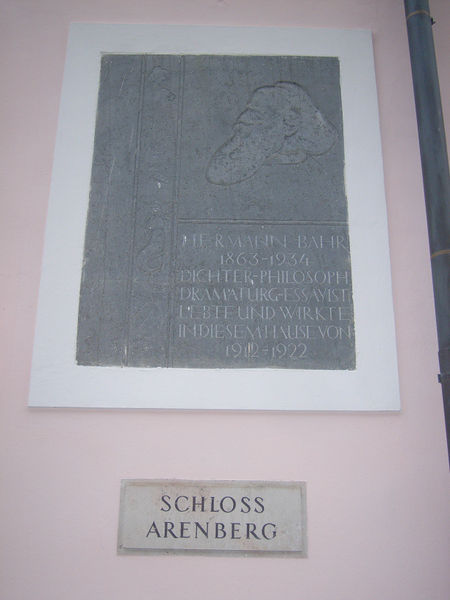 HERMANN·BAHR
1863-1934
DICHTER·PHILOSOPH
DRAMATURG·ESSAYIST
LEBTE UND WIRKTE
IN DIESEM HAUSE VON
1912-1922
SCHLOSS
ARENBERG